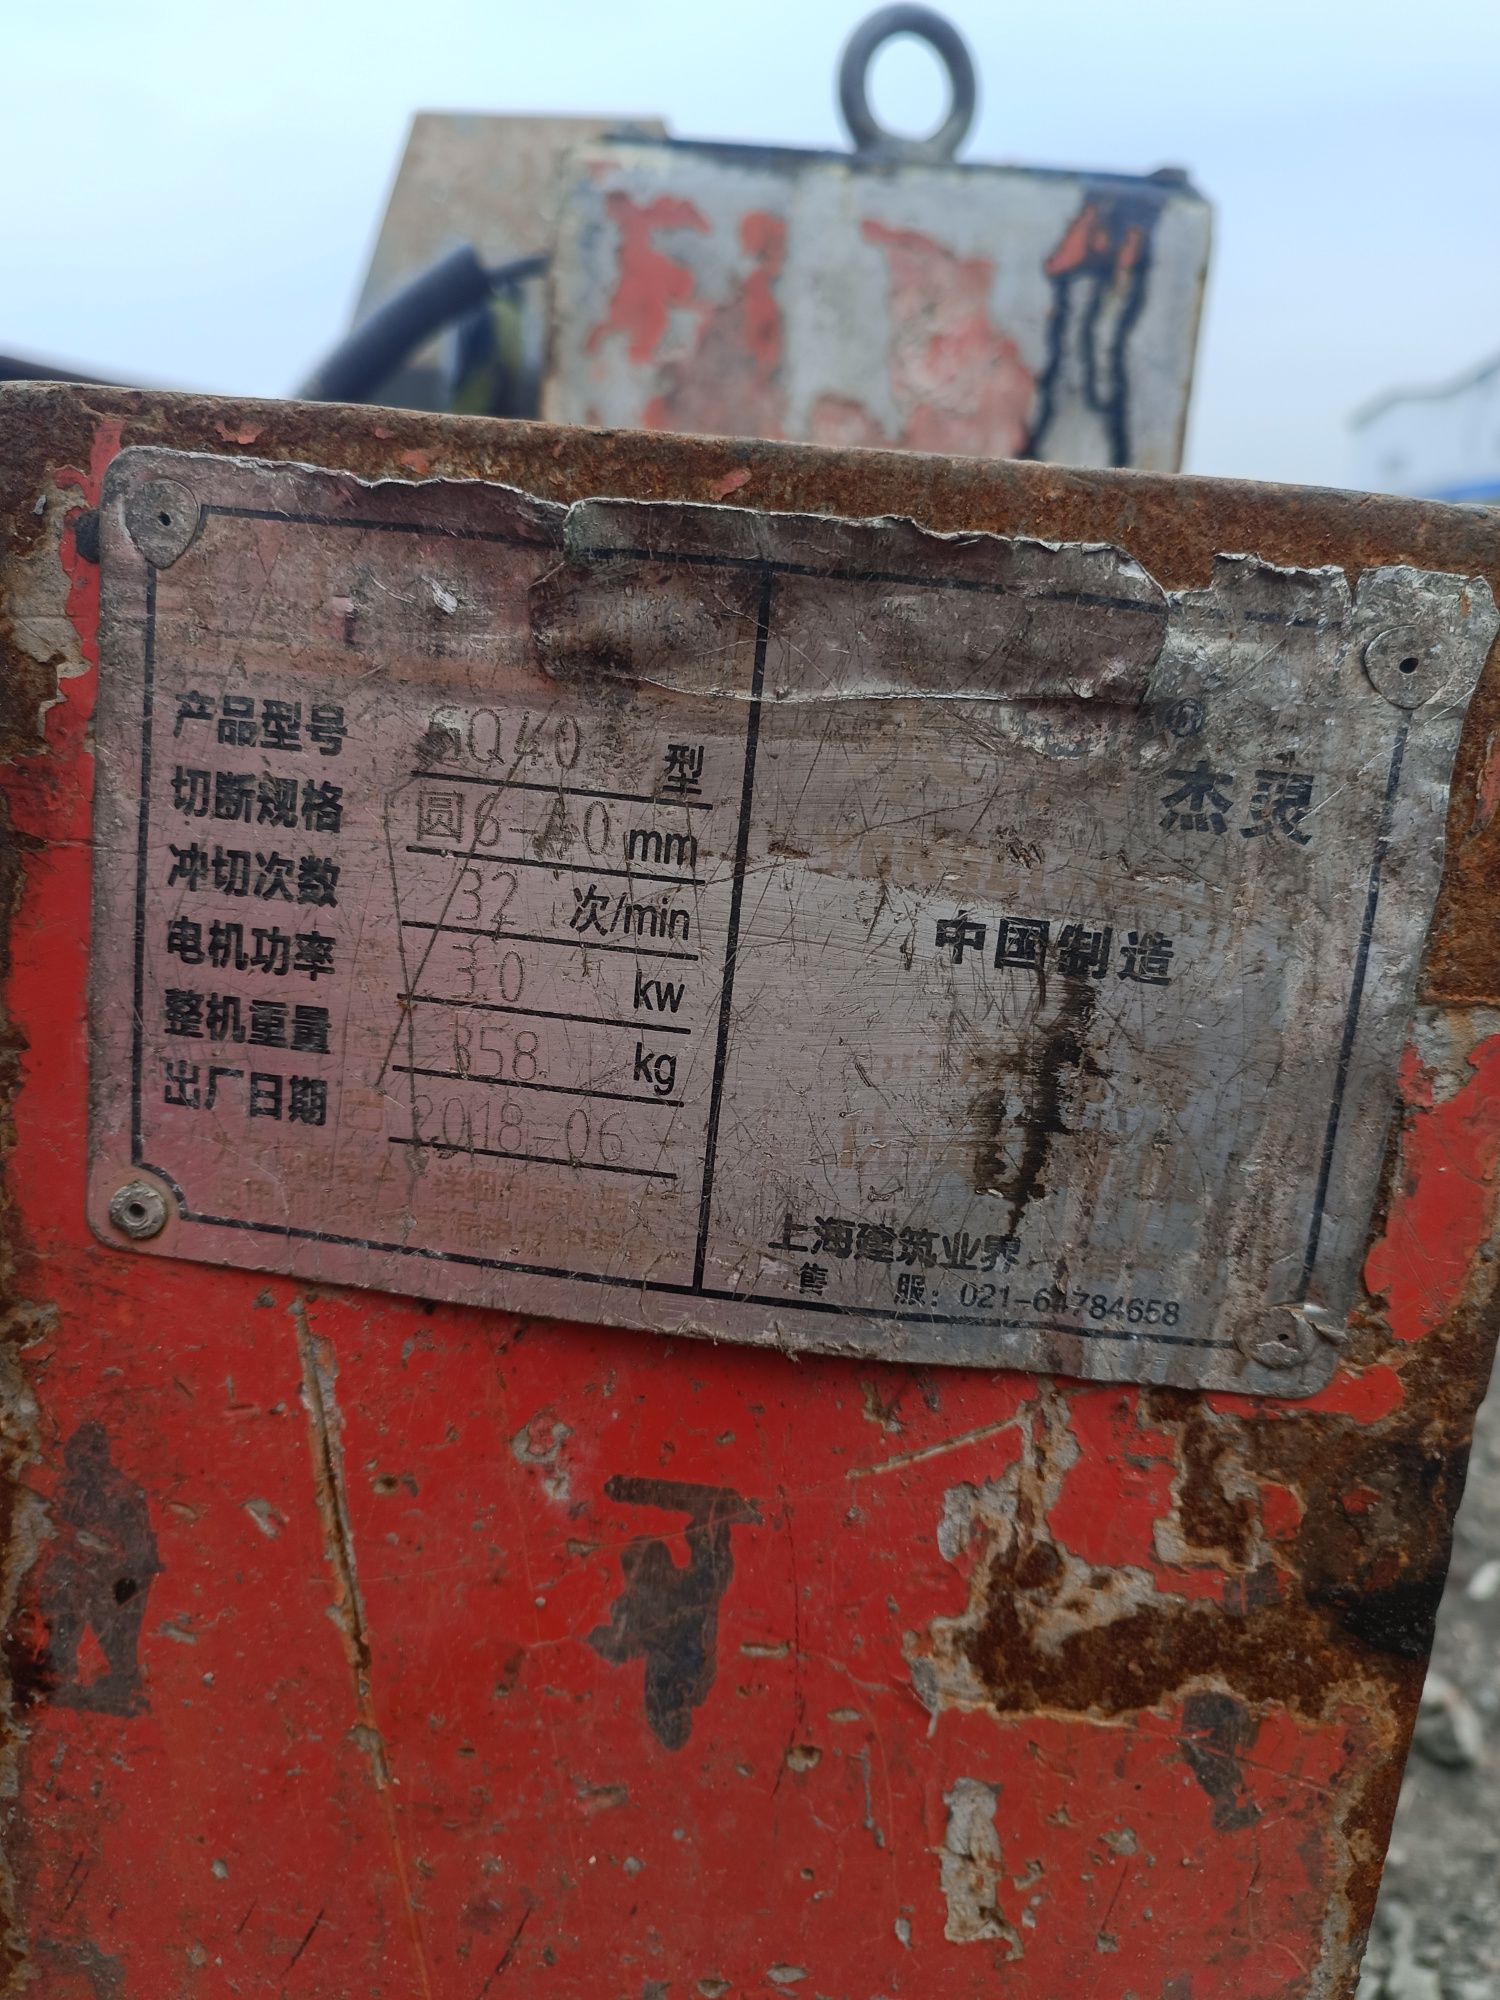 产品型号 GQ40 型
切断规格 圆6-40 mm
冲切次数 32 次/min
电机功率 3.0 kw
整机重量 358 kg
出厂日期 2018-06
®
杰灵
中国制造
上海建筑业界
售 服: 021-64784658